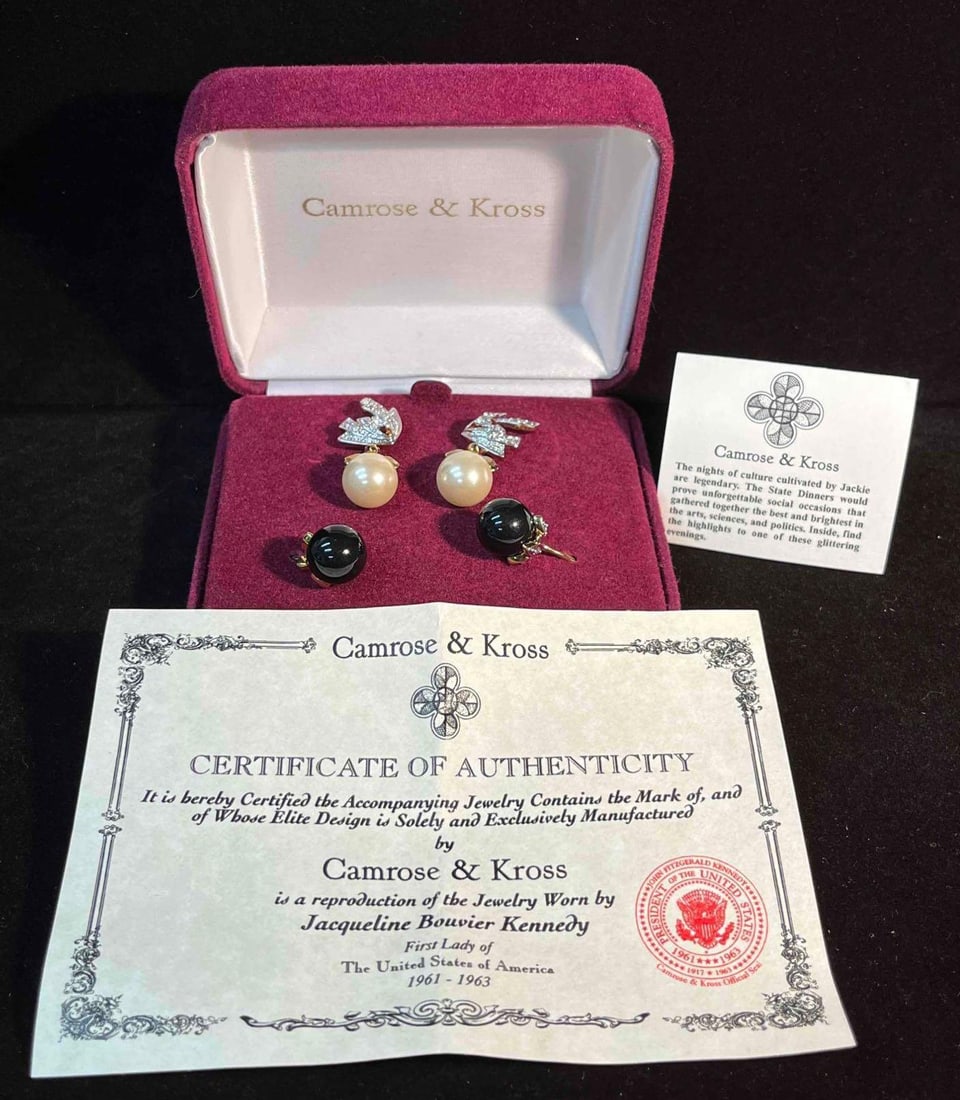 Camrose & Kross
Camrose & Kross
The nights of culture cultivated by Jackie
are legendary. The State Dinners would
prove unforgettable social occasions that
gathered together the best and brightest in
the arts, sciences, and politics. Inside, find
the highlights to one of these glittering
evenings.
Camrose & Kross
CERTIFICATE OF AUTHENTICITY
It is hereby Certified the Accompanying Jewelry Contains the Mark of, and
of Whose Elite Design is Solely and Exclusively Manufactured
by
Camrose & Kross
is a reproduction of the Jewelry Worn by
Jacqueline Bouvier Kennedy
First Lady of
The United States of America
1961 - 1963
JOHN FITZGERALD KENNEDY
PRESIDENT OF THE UNITED STATES
1961★★★1963
1917 ★ 1963
Camrose & Kross Official Seal